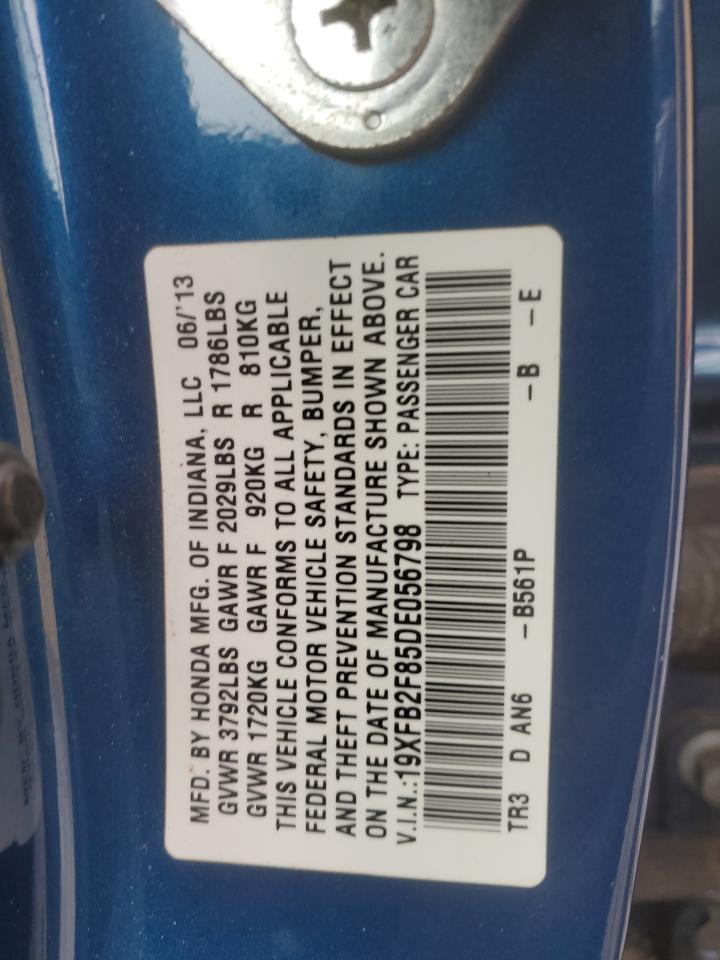 MFD. BY HONDA MFG. OF INDIANA, LLC 06/'13
GVWR 3792LBS GAWR F 2029LBS R 1786LBS
GVWR 1720KG GAWR F 920KG R 810KG
THIS VEHICLE CONFORMS TO ALL APPLICABLE
FEDERAL MOTOR VEHICLE SAFETY, BUMPER,
AND THEFT PREVENTION STANDARDS IN EFFECT
ON THE DATE OF MANUFACTURE SHOWN ABOVE.
V.I.N.:19XFB2F85DE056798 TYPE: PASSENGER CAR
TR3 D AN6 -B561P -B -E